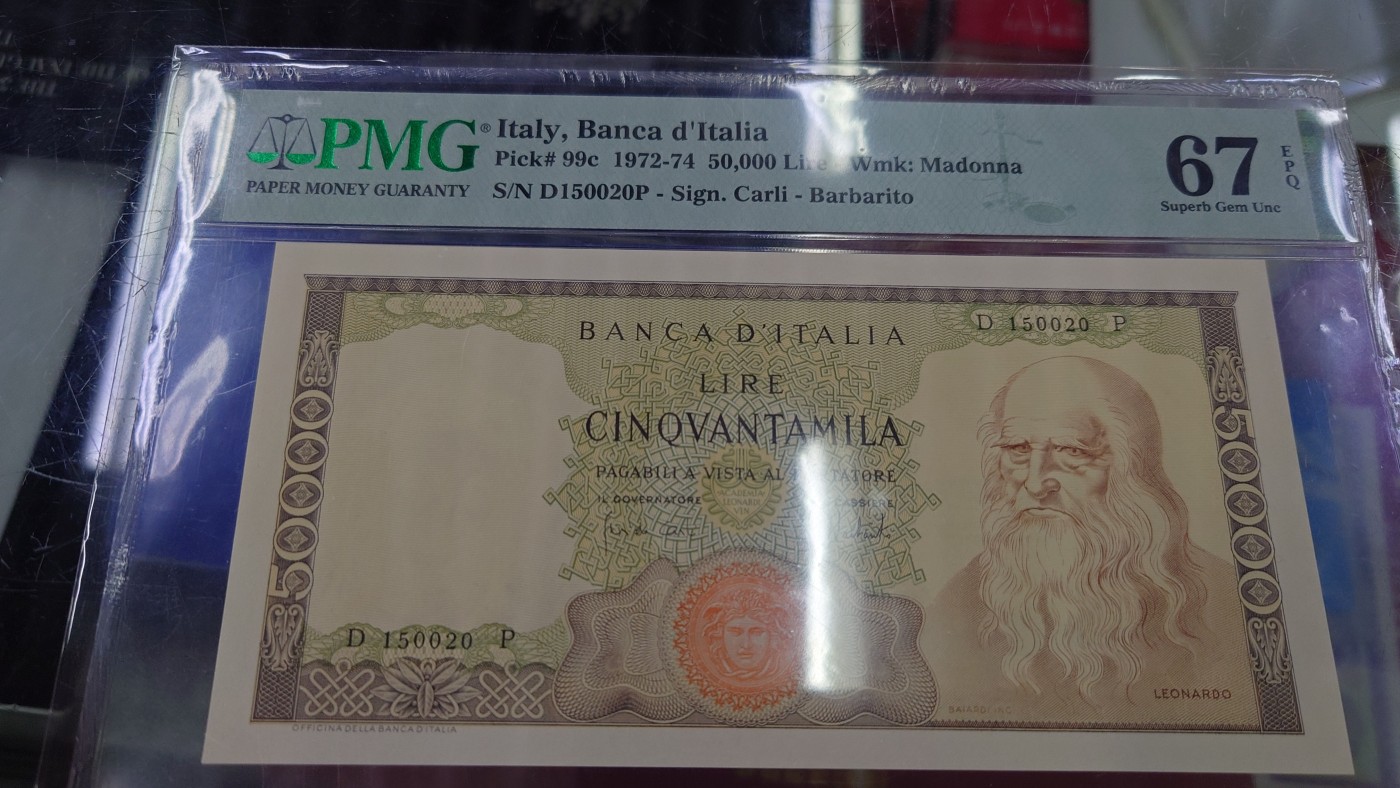 PMG® Italy, Banca d'Italia
Pick# 99c 1972-74 50,000 Lire - Wmk: Madonna
PAPER MONEY GUARANTY S/N D150020P - Sign. Carli - Barbarito
67 EPQ
Superb Gem Unc
BANCA D'ITALIA
D 150020 P
LIRE
CINQVANTAMILA
PAGABILI A VISTA AL
IL GOVERNATORE
50000
50000
D 150020 P
LEONARDO
BAIARDI INC.
OFFICINA DELLA BANCA D'ITALIA